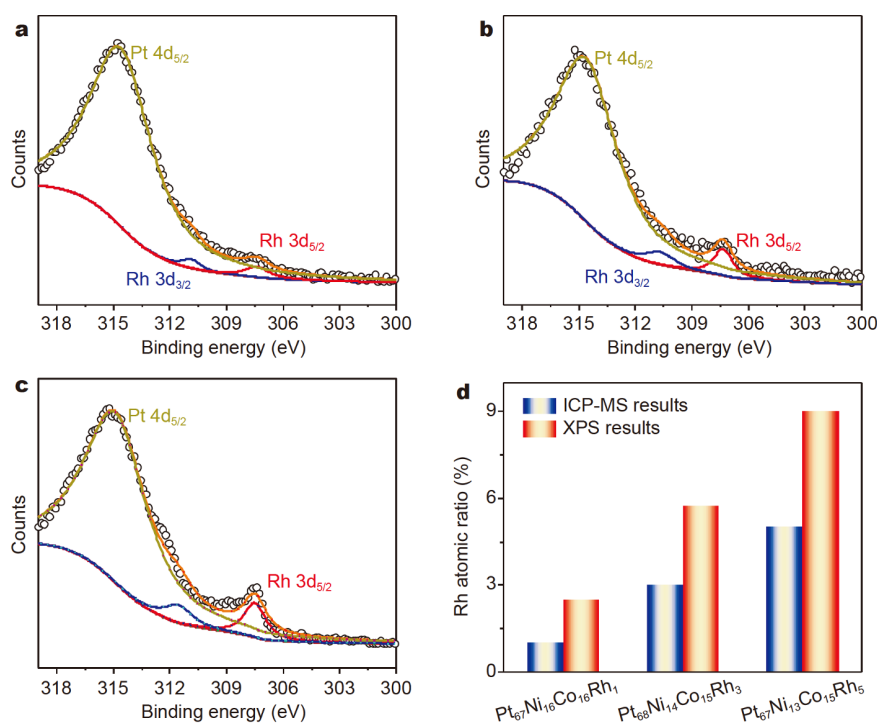 a
Pt 4d5/2
Counts
Rh 3d5/2
Rh 3d3/2
318 315 312 309 306 303 300
Binding energy (eV)
b
Pt 4d5/2
Counts
Rh 3d5/2
Rh 3d3/2
318 315 312 309 306 303 300
Binding energy (eV)
c
Pt 4d5/2
Counts
Rh 3d5/2
318 315 312 309 306 303 300
Binding energy (eV)
d
ICP-MS results
XPS results
Rh atomic ratio (%)
9
6
3
0
Pt67Ni16Co16Rh1
Pt68Ni14Co15Rh3
Pt67Ni13Co15Rh5